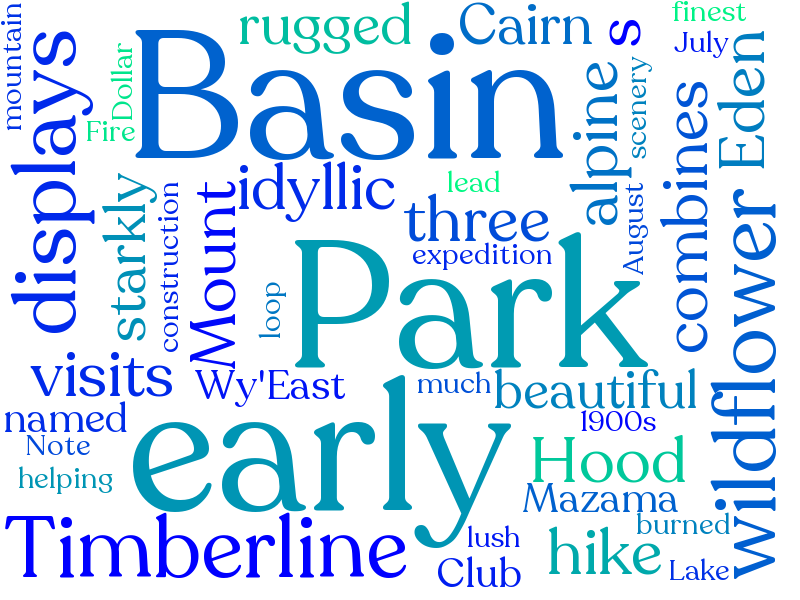 mountain
displays
Dollar
Fire
Basin
rugged
Cairn
s
finest
July
scenery
alpine
combines
Eden
starkly
construction
Mount
idyllic
lead
three
expedition
August
loop
Park
wildflower
visits
Wy'East
much
beautiful
named
Note
helping
early
1900s
Hood
Mazama
burned
Timberline
lush
Club
hike
Lake